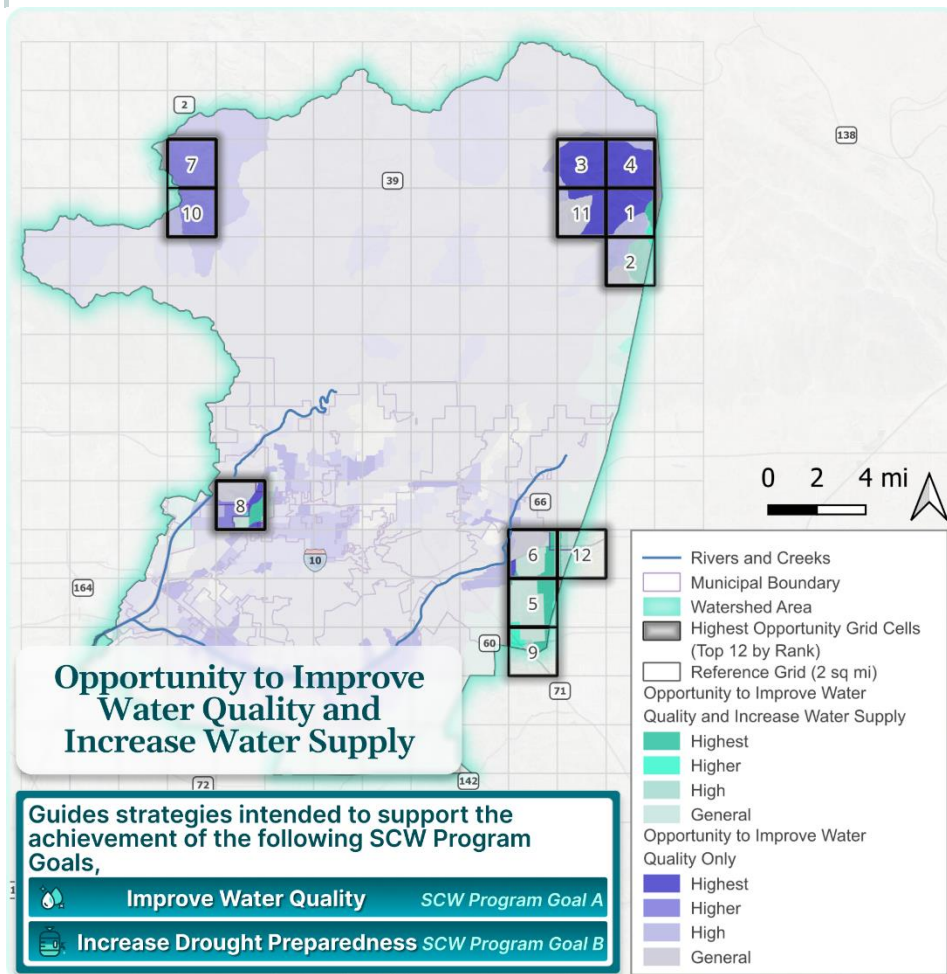 2
138
7
3
4
39
10
11
1
2
8
66
10
6
12
164
5
60
9
71
0 2 4 mi
Opportunity to Improve
Water Quality and
Increase Water Supply
72
142
Rivers and Creeks
Municipal Boundary
Watershed Area
Highest Opportunity Grid Cells
(Top 12 by Rank)
Reference Grid (2 sq mi)
Opportunity to Improve Water
Quality and Increase Water Supply
Highest
Higher
High
General
Opportunity to Improve Water
Quality Only
Highest
Higher
High
General
Guides strategies intended to support the
achievement of the following SCW Program
Goals,
Improve Water Quality SCW Program Goal A
Increase Drought Preparedness SCW Program Goal B